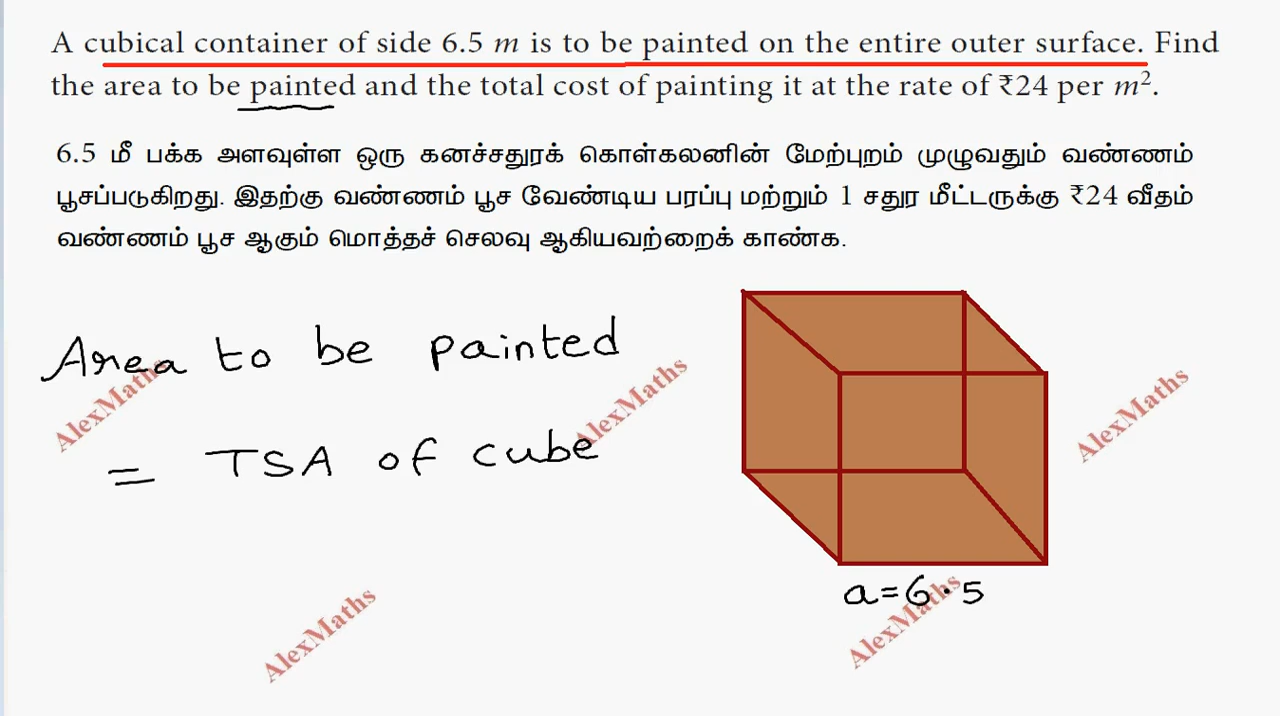 A cubical container of side 6.5 m is to be painted on the entire outer surface. Find
the area to be painted and the total cost of painting it at the rate of ₹24 per m².
6.5 மீ பக்க அளவுள்ள ஒரு கனச்சதுரக் கொள்கலனின் மேற்புறம் முழுவதும் வண்ணம்
பூசப்படுகிறது. இதற்கு வண்ணம் பூச வேண்டிய பரப்பு மற்றும் 1 சதுர மீட்டருக்கு ₹24 வீதம்
வண்ணம் பூச ஆகும் மொத்தச் செலவு ஆகியவற்றைக் காண்க.
Area to be painted
AlexMaths
AlexMaths
AlexMaths
= TSA of cube
a=6.5
AlexMaths
AlexMaths